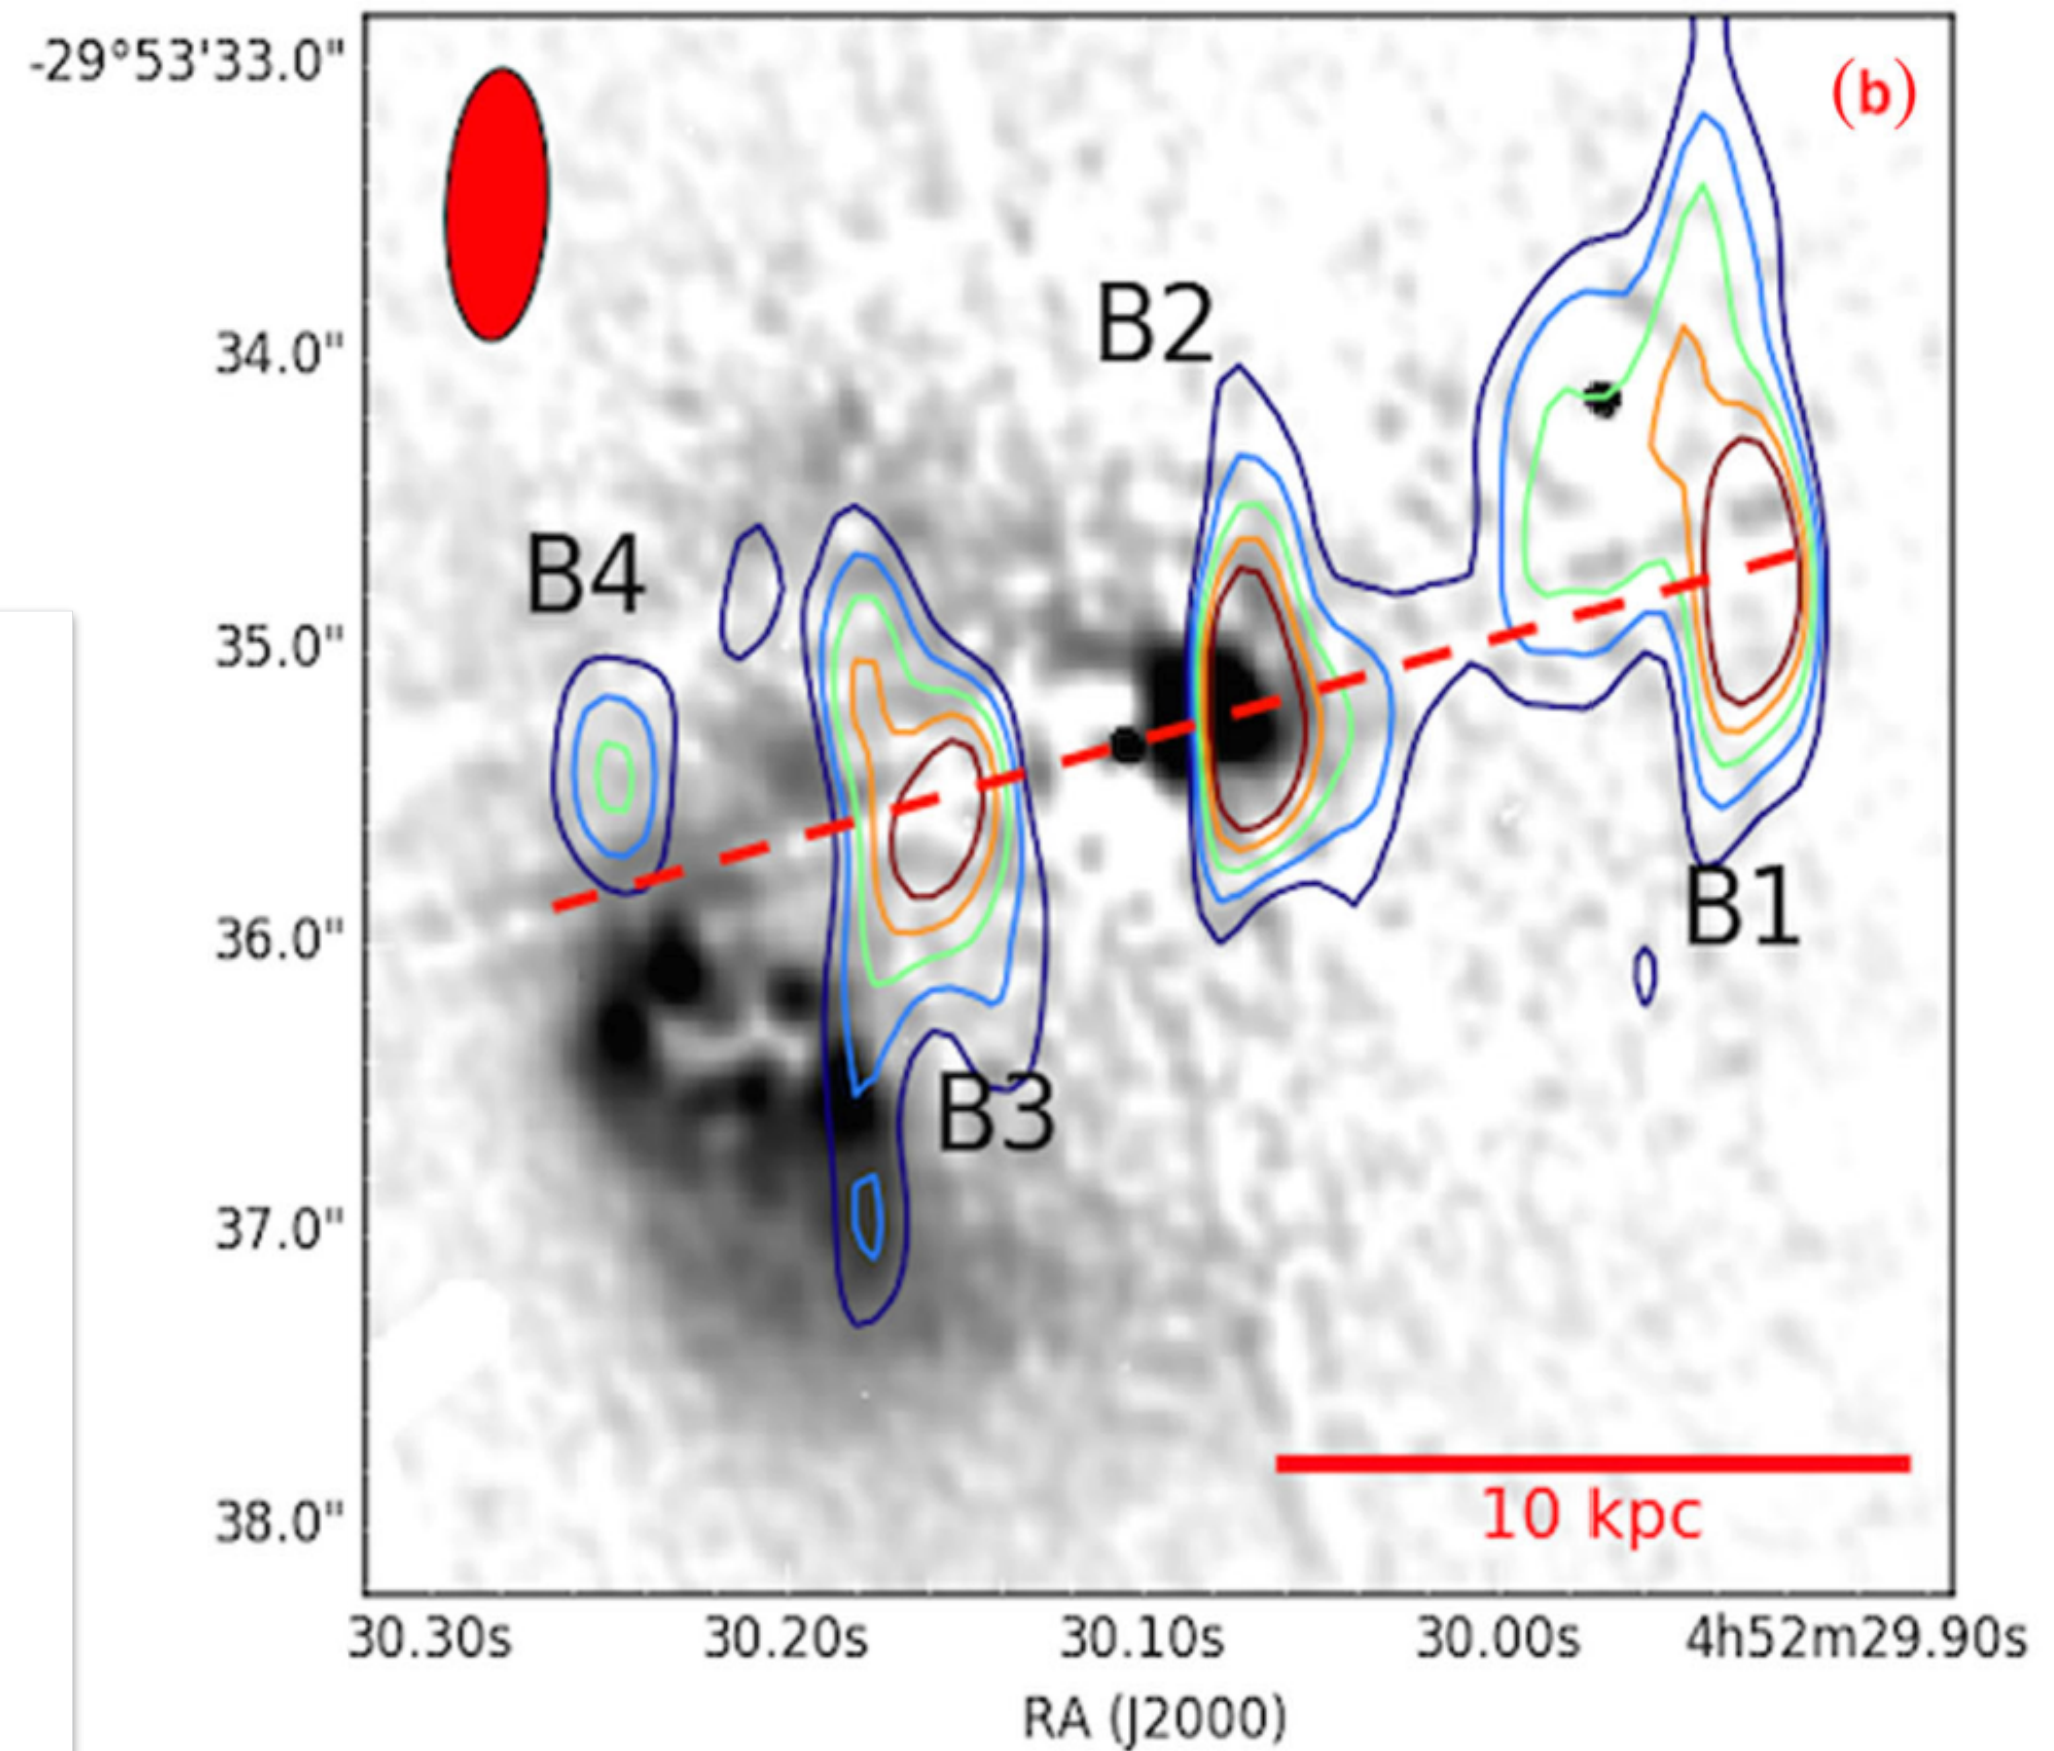 -29°53'33.0"
(b)
34.0"
B2
B4
35.0"
36.0"
B1
B3
37.0"
38.0"
10 kpc
30.30s 30.20s 30.10s 30.00s 4h52m29.90s
RA (J2000)